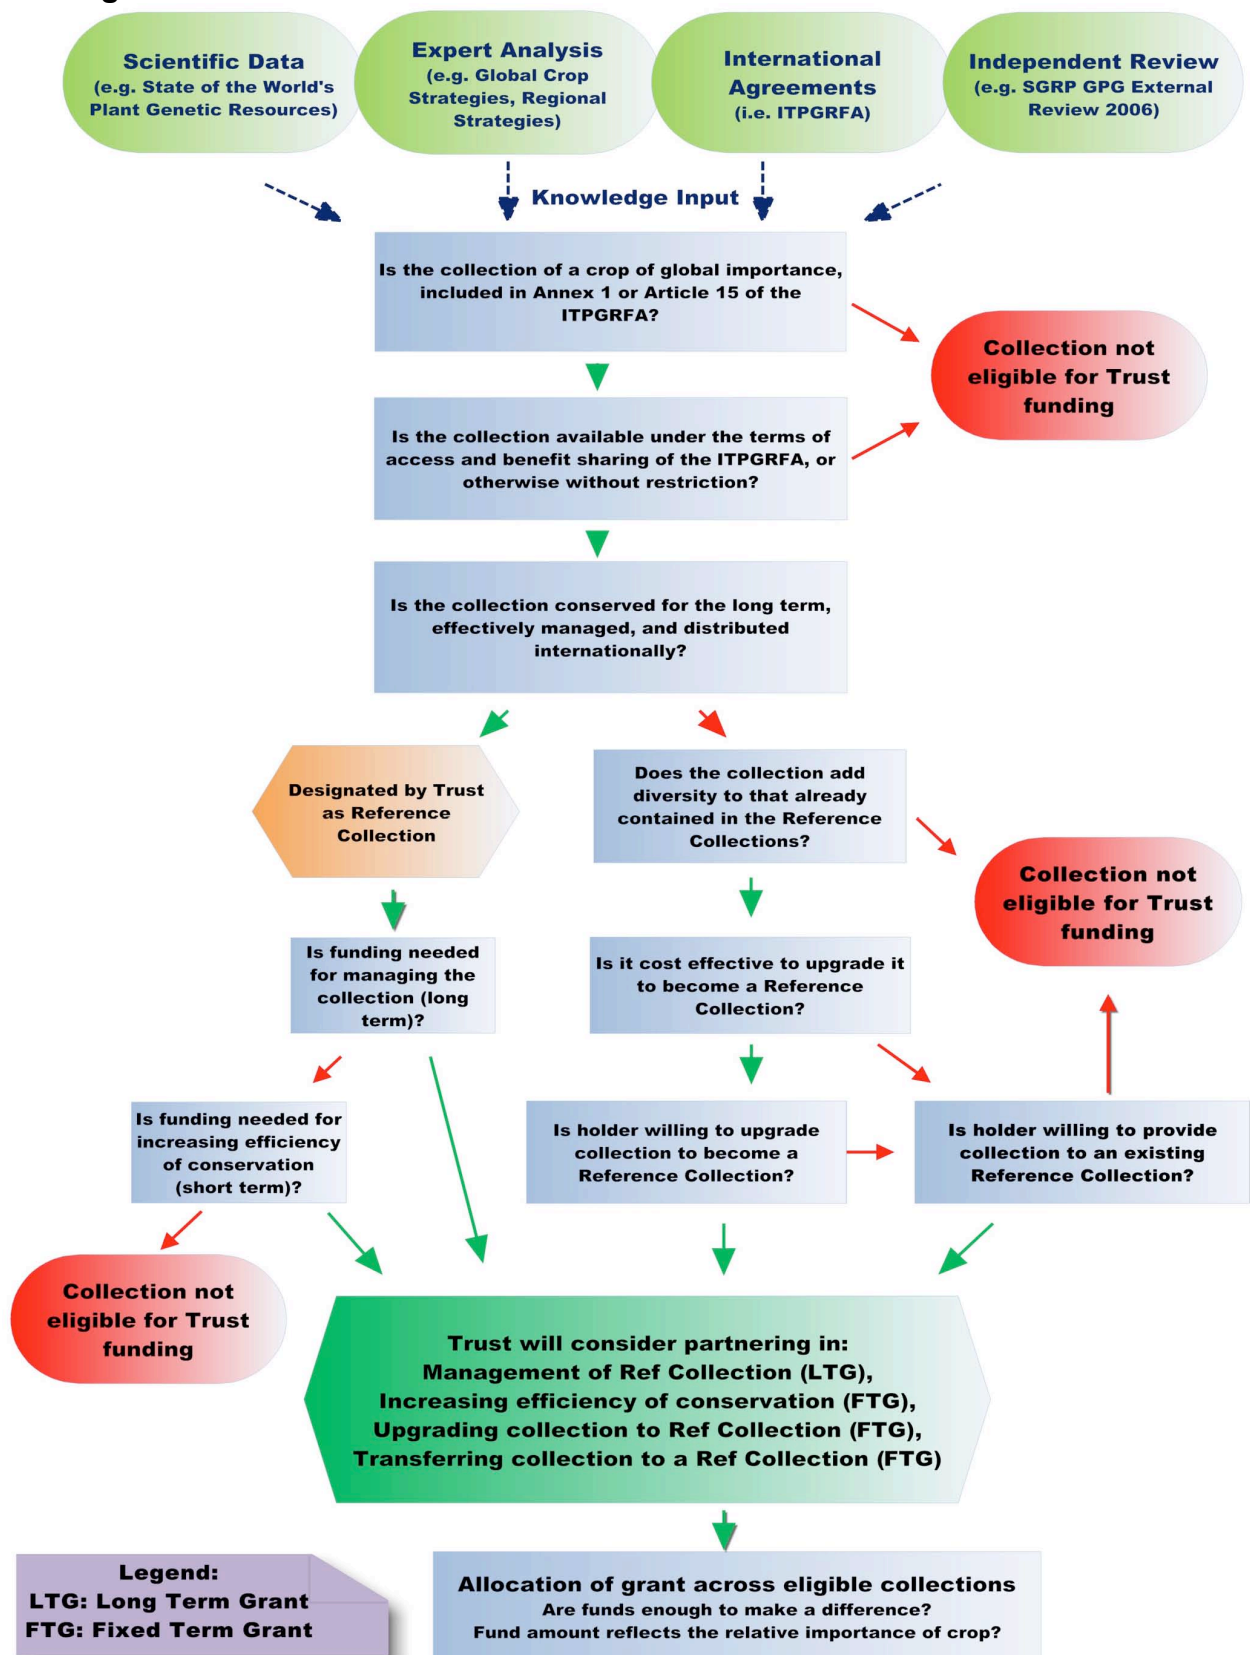 Scientific Data
(e.g. State of the World's
Plant Genetic Resources)
Expert Analysis
(e.g. Global Crop
Strategies, Regional
Strategies)
International
Agreements
(i.e. ITPGRFA)
Independent Review
(e.g. SGRP GPG External
Review 2006)
Knowledge Input
Is the collection of a crop of global importance,
included in Annex 1 or Article 15 of the
ITPGRFA?
Collection not
eligible for Trust
funding
Is the collection available under the terms of
access and benefit sharing of the ITPGRFA, or
otherwise without restriction?
Is the collection conserved for the long term,
effectively managed, and distributed
internationally?
Designated by Trust
as Reference
Collection
Does the collection add
diversity to that already
contained in the Reference
Collections?
Collection not
eligible for Trust
funding
Is funding needed
for managing the
collection (long
term)?
Is it cost effective to upgrade it
to become a Reference
Collection?
Is funding needed for
increasing efficiency
of conservation
(short term)?
Is holder willing to upgrade
collection to become a
Reference Collection?
Is holder willing to provide
collection to an existing
Reference Collection?
Collection not
eligible for Trust
funding
Trust will consider partnering in:
Management of Ref Collection (LTG),
Increasing efficiency of conservation (FTG),
Upgrading collection to Ref Collection (FTG),
Transferring collection to a Ref Collection (FTG)
Legend:
LTG: Long Term Grant
FTG: Fixed Term Grant
Allocation of grant across eligible collections
Are funds enough to make a difference?
Fund amount reflects the relative importance of crop?